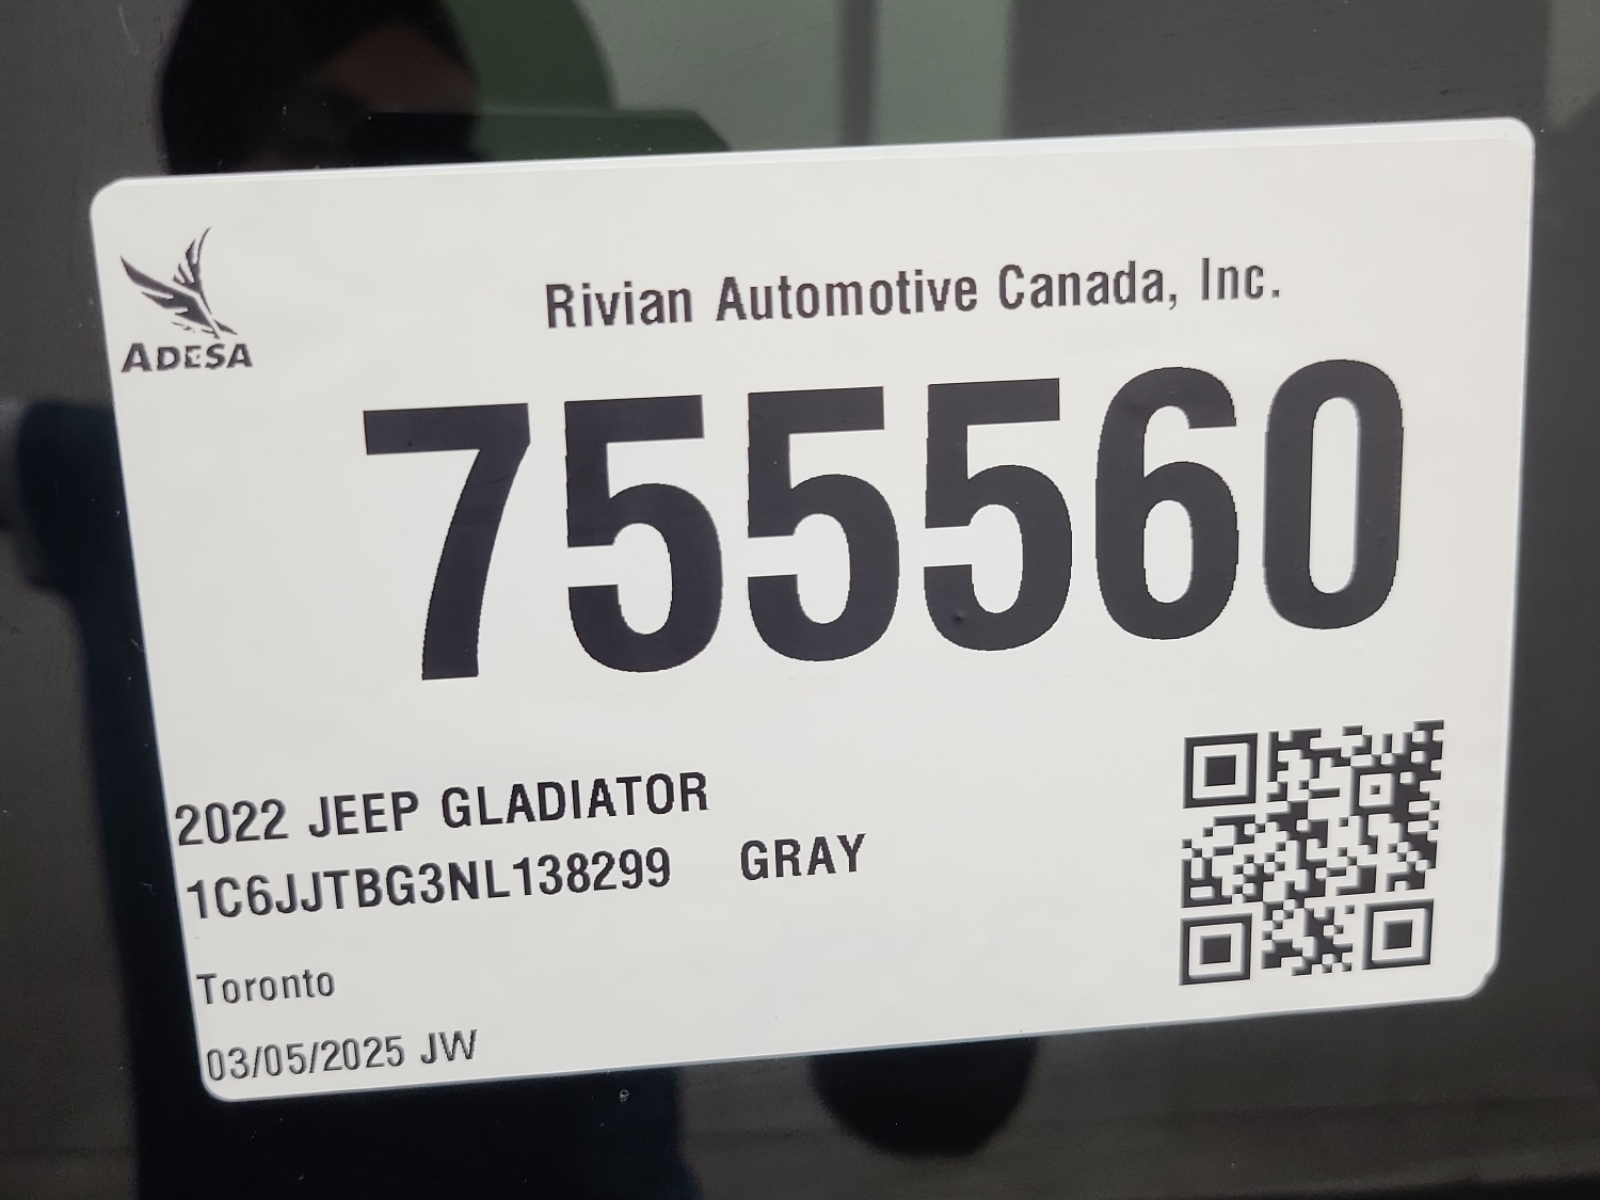 ADESA
Rivian Automotive Canada, Inc.
755560
2022 JEEP GLADIATOR
1C6JJTBG3NL138299 GRAY
Toronto
03/05/2025 JW